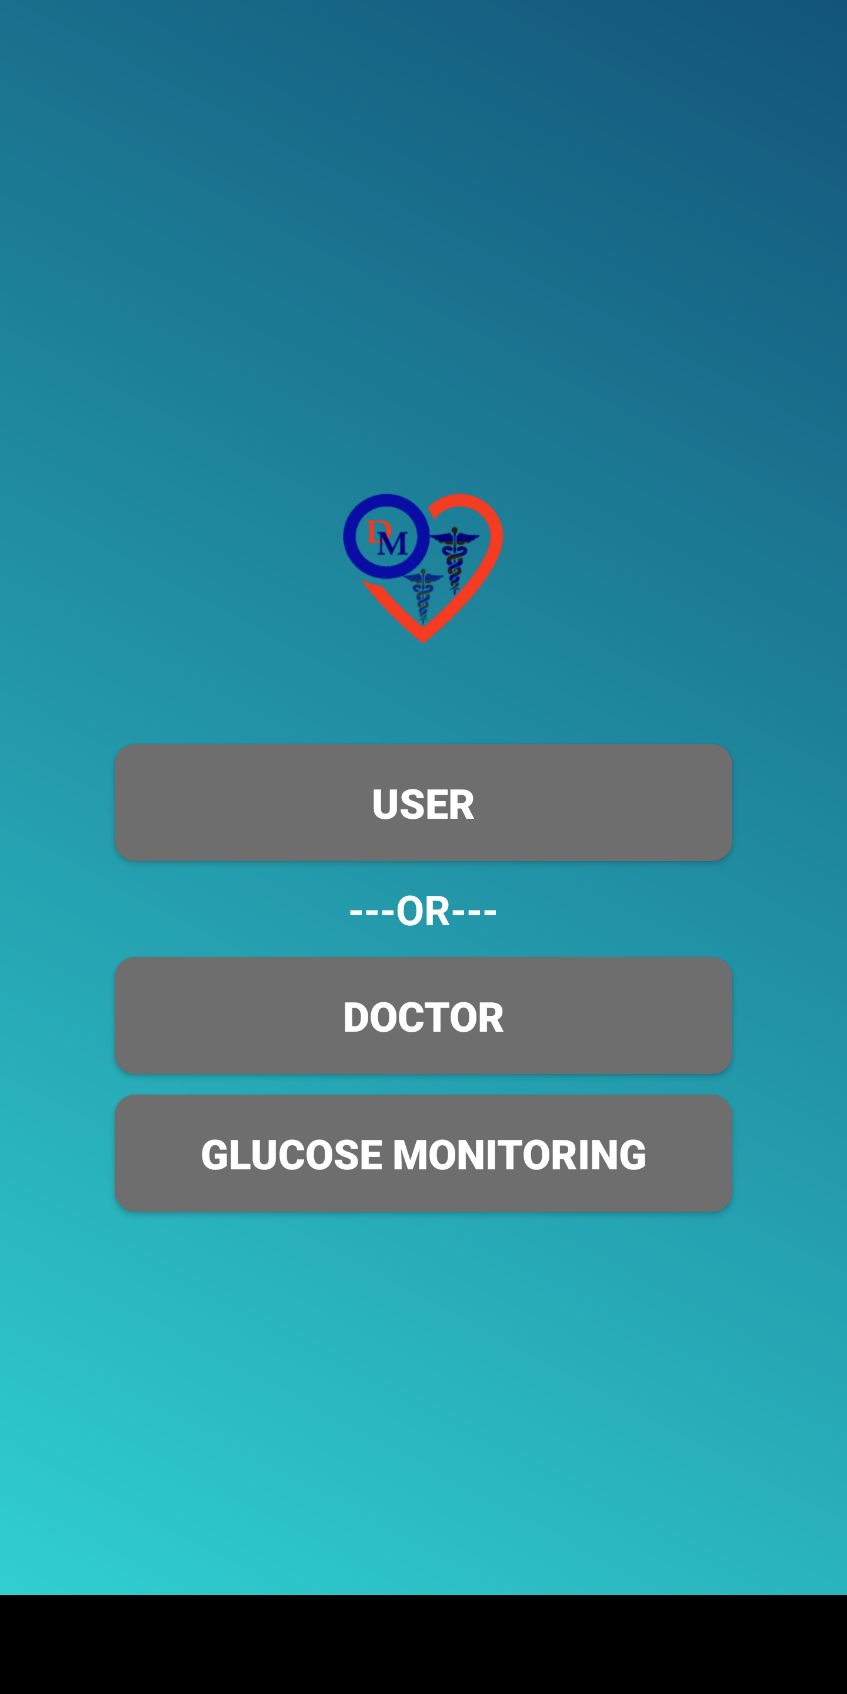 DM
USER
---OR---
DOCTOR
GLUCOSE MONITORING